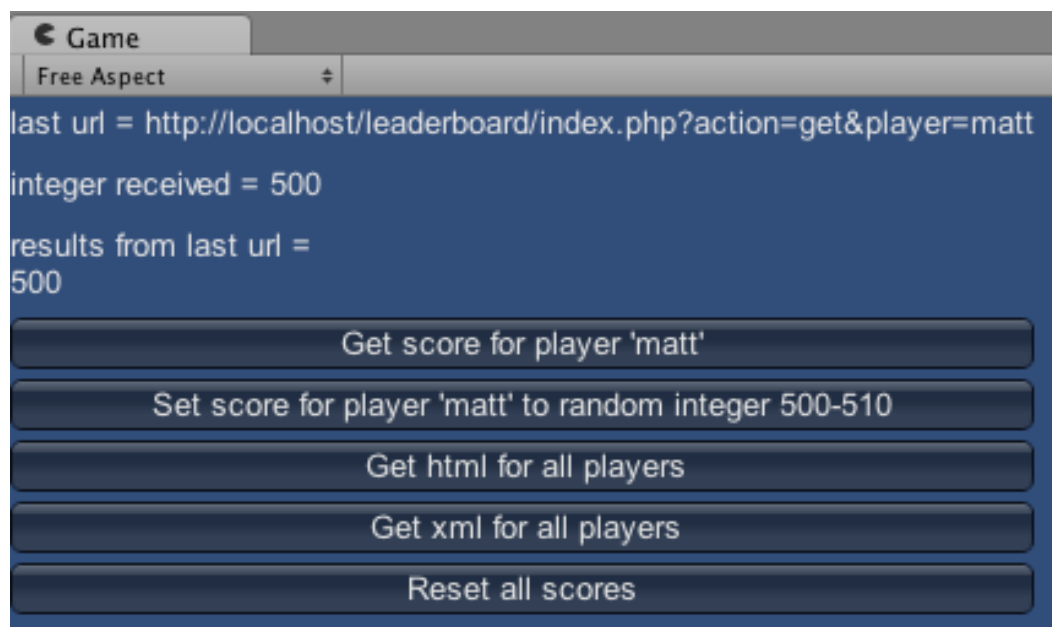 Game
Free Aspect
last url = http://localhost/leaderboard/index.php?action=get&player=matt
integer received = 500
results from last url =
500
Get score for player 'matt'
Set score for player 'matt' to random integer 500-510
Get html for all players
Get xml for all players
Reset all scores